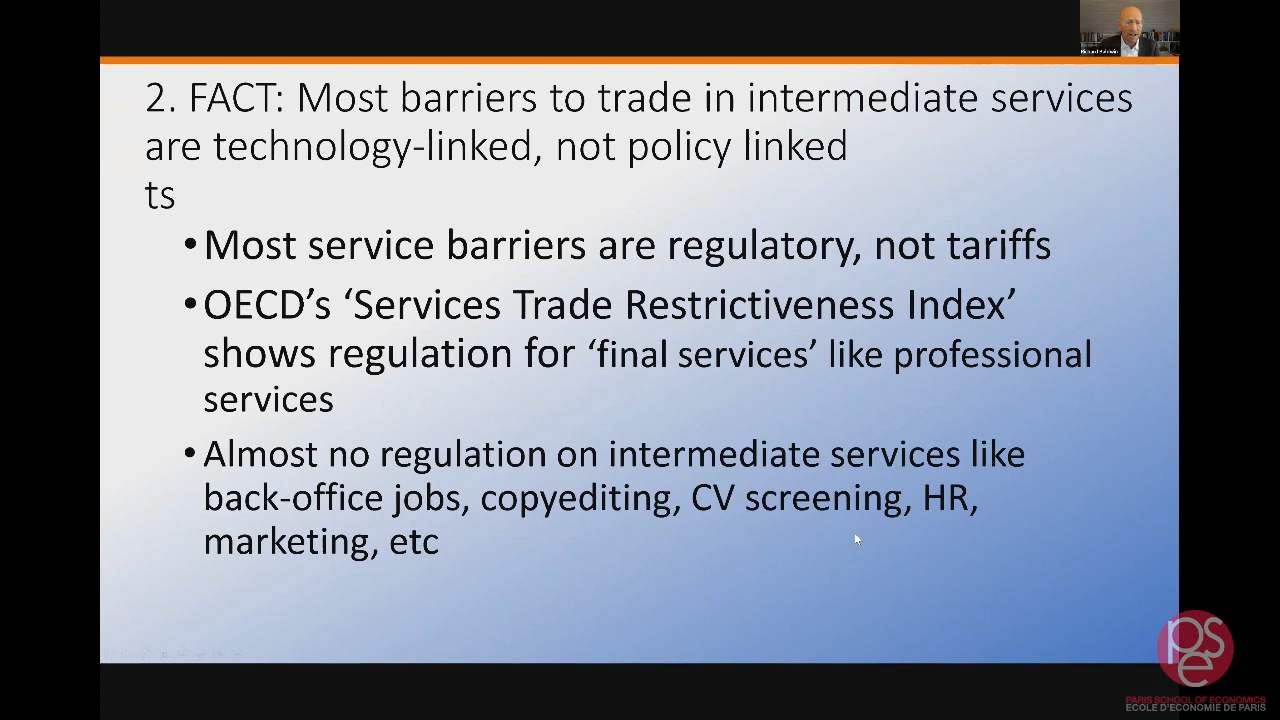 Richard Baldwin
2. FACT: Most barriers to trade in intermediate services
are technology-linked, not policy linked
ts
•Most service barriers are regulatory, not tariffs
•OECD’s ‘Services Trade Restrictiveness Index’
shows regulation for ‘final services’ like professional
services
•Almost no regulation on intermediate services like
back-office jobs, copyediting, CV screening, HR,
marketing, etc
pse
PARIS SCHOOL OF ECONOMICS
ECOLE D'ECONOMIE DE PARIS